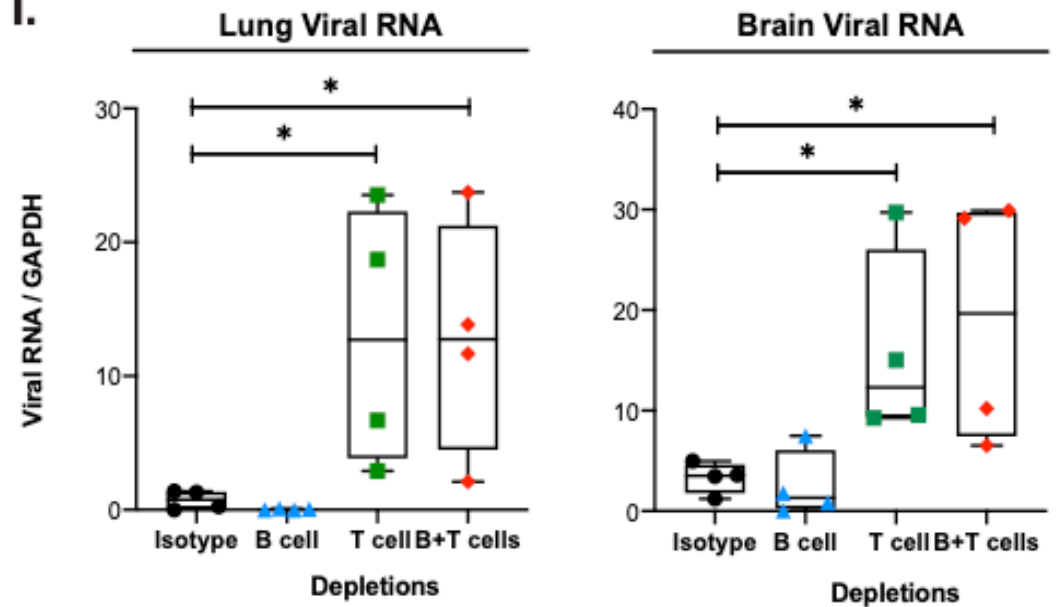 I.
Lung Viral RNA
Brain Viral RNA
Viral RNA / GAPDH
*
*
30
20
10
0
Isotype B cell T cell B+T cells
Depletions
*
*
40
30
20
10
0
Isotype B cell T cell B+T cells
Depletions